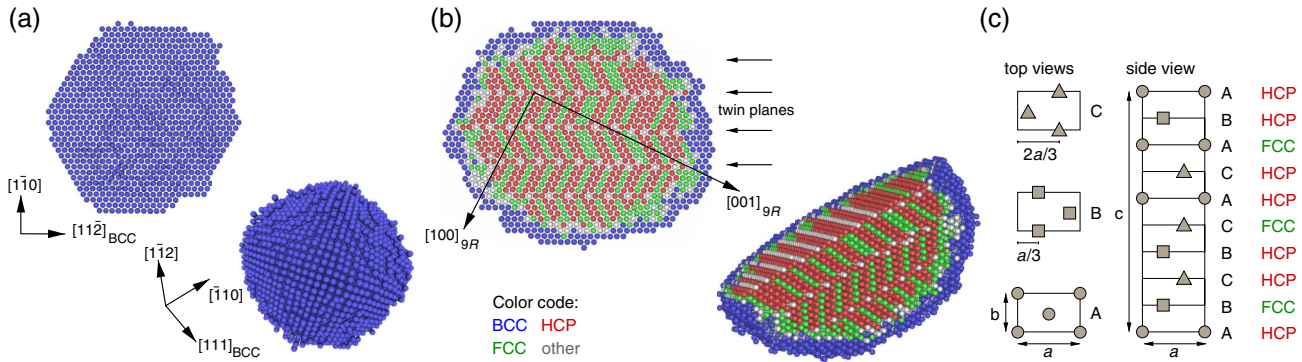 (a)
[11̅0]
[112̅]BCC
[1̅1̅2]
[1̅10]
[111]BCC
(b)
twin planes
[100]9R
[001]9R
Color code:
BCC HCP
FCC other
(c)
top views
C
2a/3
B
a/3
b
A
a
side view
c
A HCP
B HCP
A FCC
C HCP
A HCP
C FCC
B HCP
C HCP
B FCC
A HCP
a